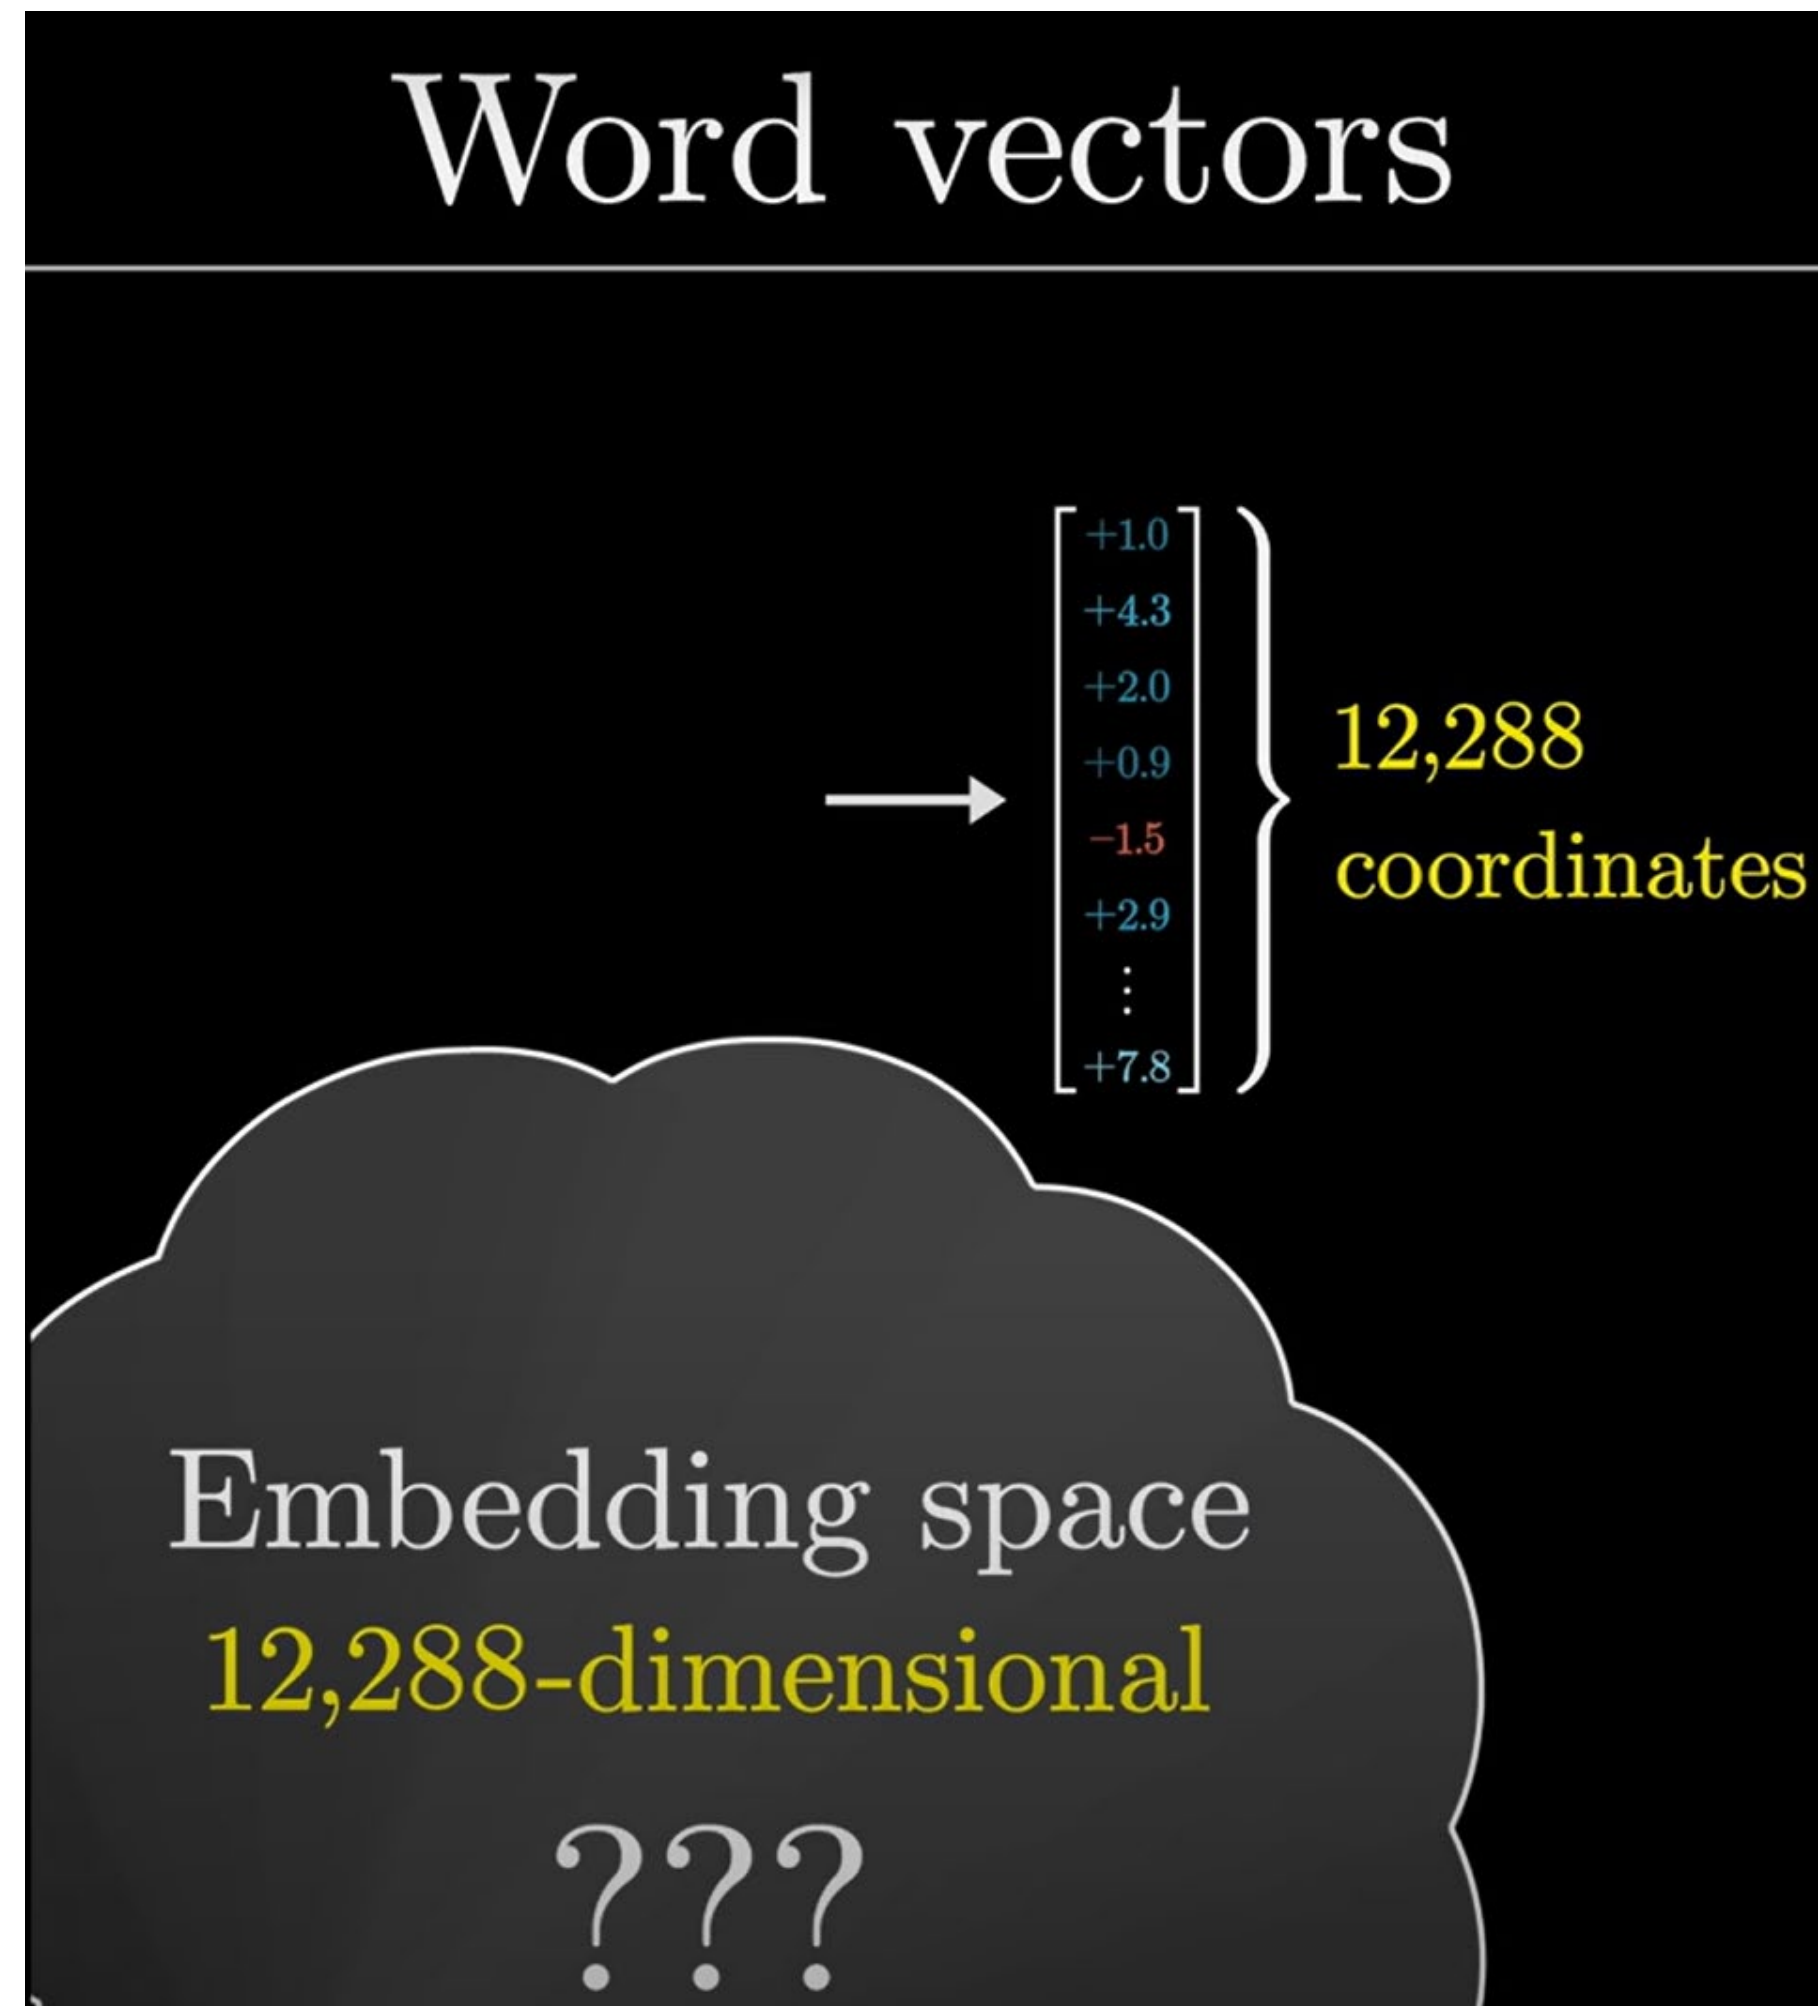 Word vectors
+1.0
+4.3
+2.0
+0.9
−1.5
+2.9
⋮
+7.8
12,288
coordinates
Embedding space
12,288-dimensional
???